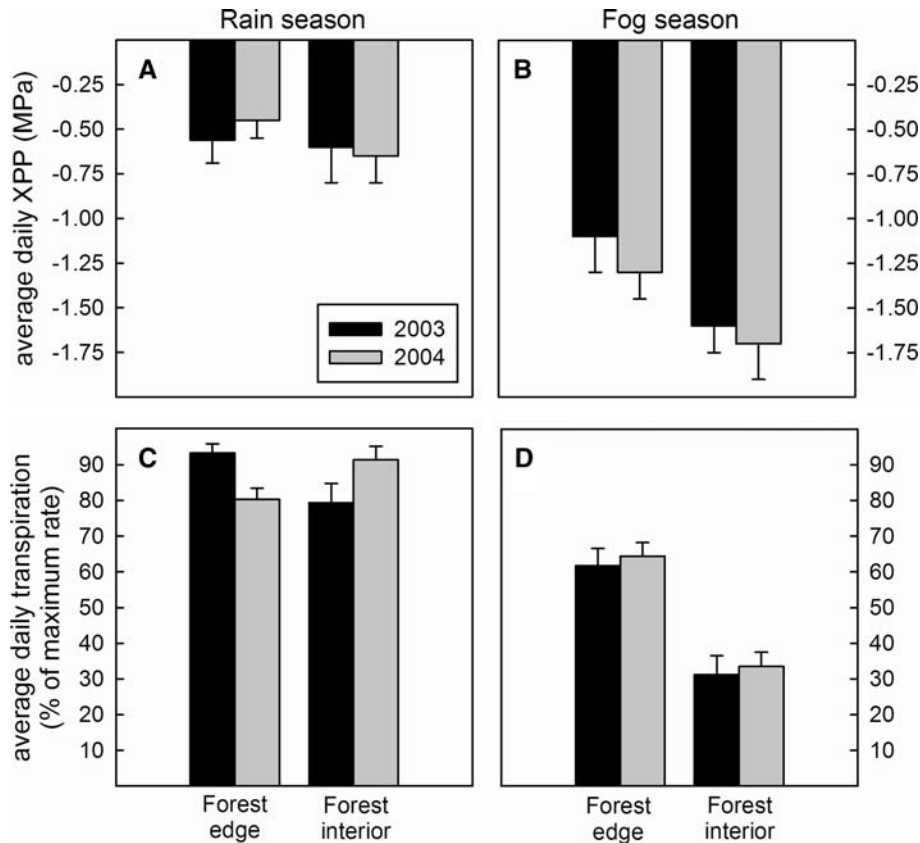 Rain season
Fog season
A
B
average daily XPP (MPa)
-0.25
-0.50
-0.75
-1.00
-1.25
-1.50
-1.75
2003
2004
-0.25
-0.50
-0.75
-1.00
-1.25
-1.50
-1.75
C
D
average daily transpiration
(% of maximum rate)
90
80
70
60
50
40
30
20
10
90
80
70
60
50
40
30
20
10
Forest
edge
Forest
interior
Forest
edge
Forest
interior